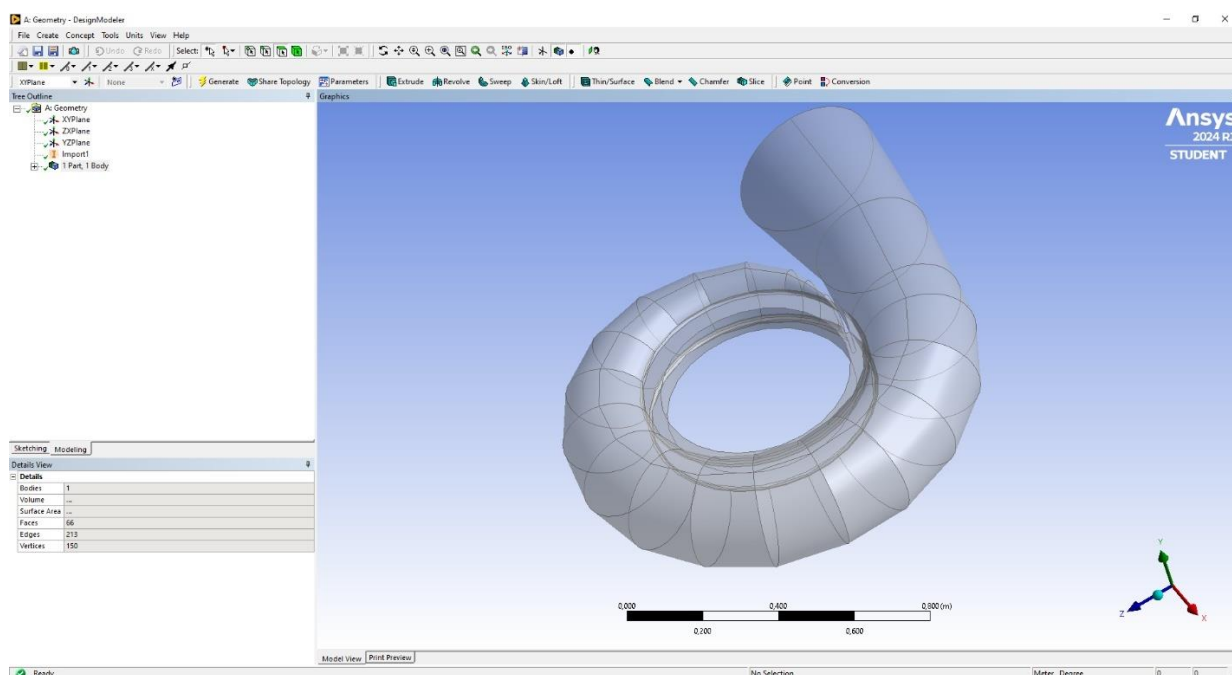 A: Geometry - DesignModeler
File Create Concept Tools Units View Help
Undo Redo Select:
XYPlane None Generate Share Topology Parameters Extrude Revolve Sweep Skin/Loft Thin/Surface Blend Chamfer Slice Point Conversion
Tree Outline
Graphics
A: Geometry
XYPlane
ZXPlane
YZPlane
Import1
1 Part, 1 Body
Ansys
2024
STUDENT
Sketching Modeling
Details View
Details
Bodies 1
Volume ...
Surface Area ...
Faces 66
Edges 213
Vertices 150
0,000 0,400 0,800 (m)
0,200 0,600
Y
Z
X
Model View Print Preview
Ready No Selection Meter Degree 0 0